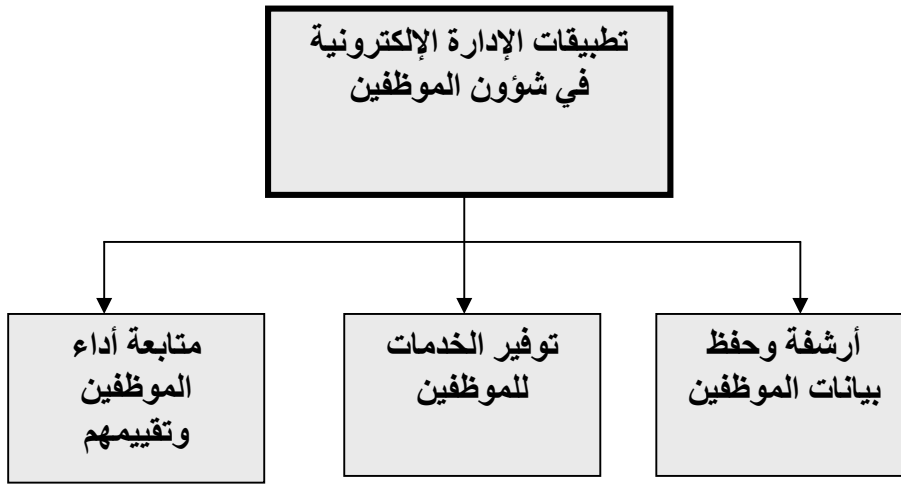 تطبيقات الإدارة الإلكترونية
في شؤون الموظفين
أرشفة وحفظ
بيانات الموظفين
توفير الخدمات
للموظفين
متابعة أداء
الموظفين
وتقييمهم